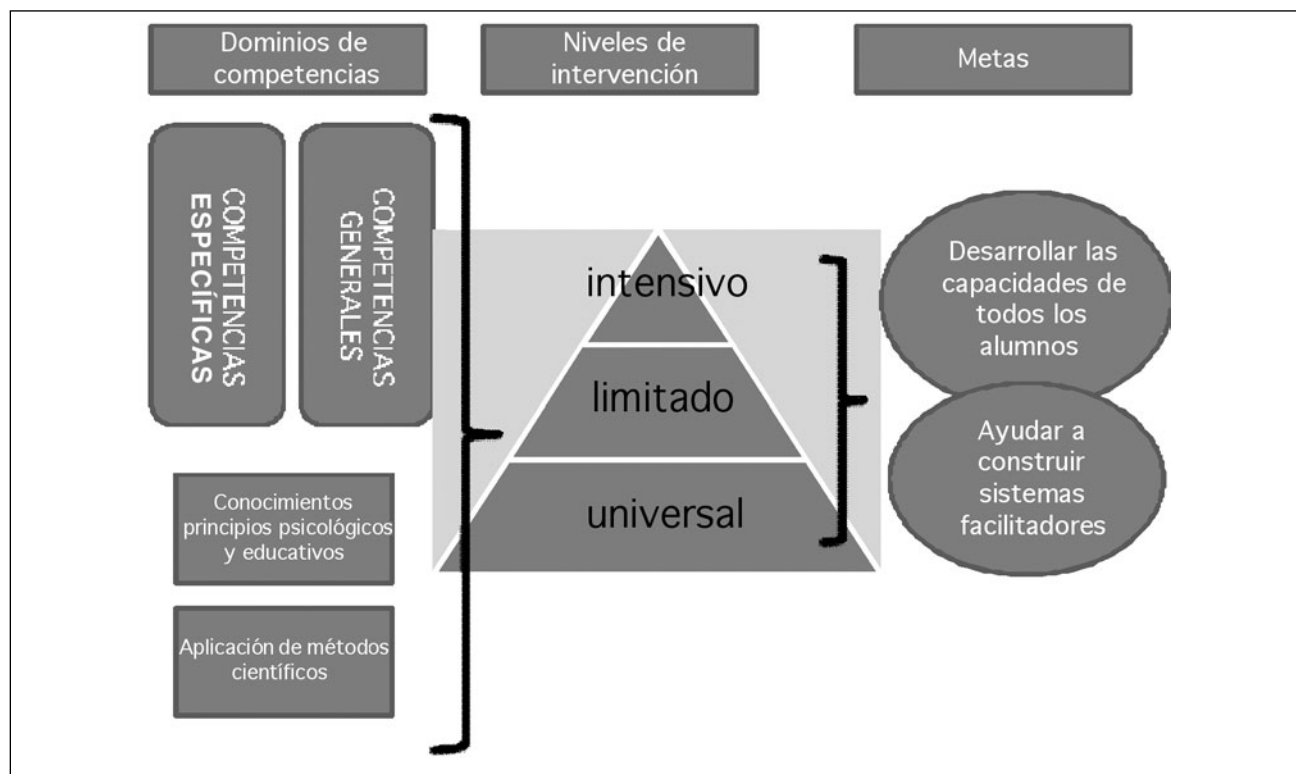 Dominios de
competencias
Niveles de
intervención
Metas
COMPETENCIAS
ESPECÍFICAS
COMPETENCIAS
GENERALES
Conocimientos
principios psicológicos
y educativos
Aplicación de métodos
científicos
intensivo
limitado
universal
Desarrollar las
capacidades de
todos los
alumnos
Ayudar a
construir
sistemas
facilitadores